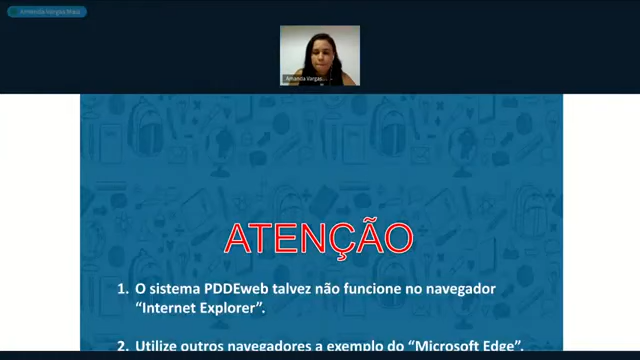 Amanda Vargas
Amanda Vargas...
ATENÇÃO
1. O sistema PDDEweb talvez não funcione no navegador
“Internet Explorer”.
2. Utilize outros navegadores a exemplo do “Microsoft Edge”.